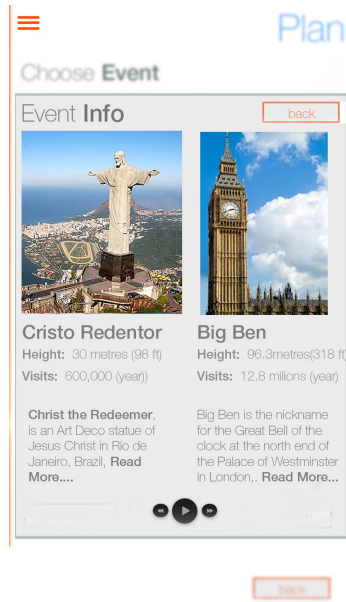 Plan
Choose Event
Event Info
back
Cristo Redentor
Height: 30 metres (98 ft)
Visits: 600,000 (year))
Christ the Redeemer,
is an Art Deco statue of
Jesus Christ in Rio de
Janeiro, Brazil, Read
More....
Big Ben
Height: 96.3metres(318 ft)
Visits: 12.8 milions (year)
Big Ben is the nickname
for the Great Bell of the
clock at the north end of
the Palace of Westminster
in London,. Read More...
back